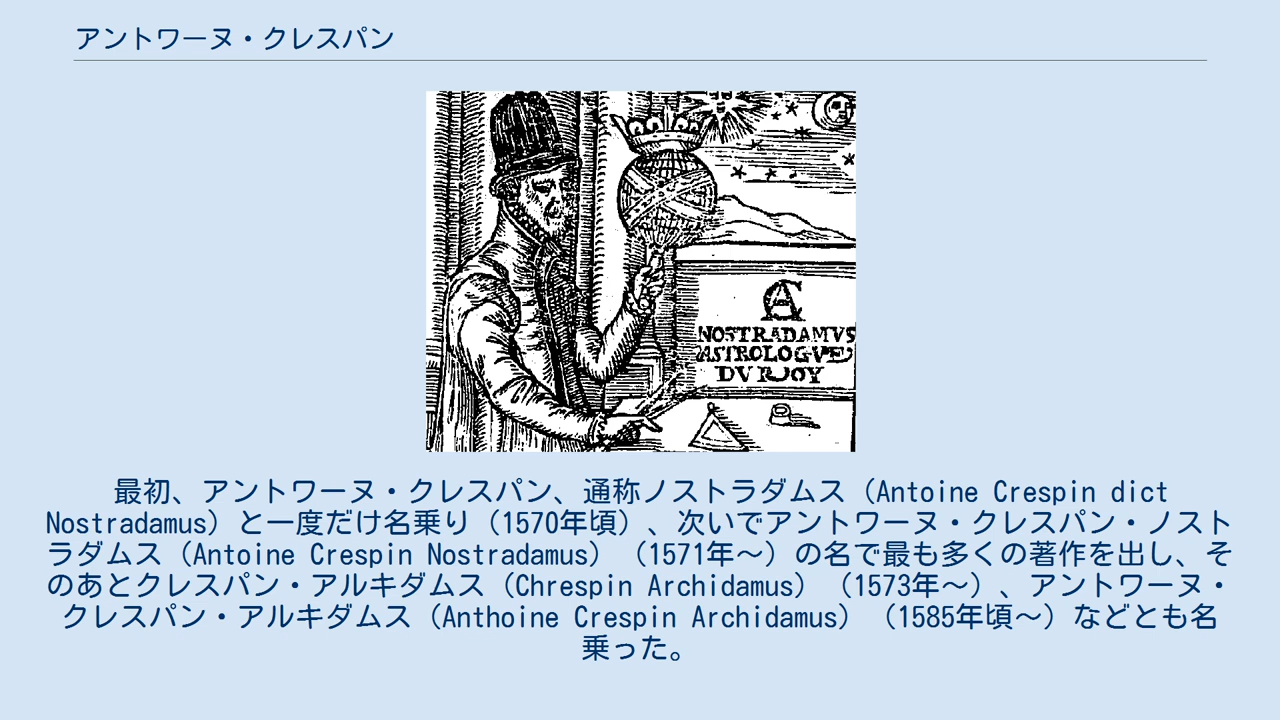 アントワーヌ・クレスパン
CA
NOSTRADAMVS
ASTROLOGVE
DV ROY
最初、アントワーヌ・クレスパン、通称ノストラダムス（Antoine Crespin dict
Nostradamus）と一度だけ名乗り（1570年頃）、次いでアントワーヌ・クレスパン・ノスト
ラダムス（Antoine Crespin Nostradamus）（1571年～）の名で最も多くの著作を出し、そ
のあとクレスパン・アルキダムス（Chrespin Archidamus）（1573年～）、アントワーヌ・
クレスパン・アルキダムス（Anthoine Crespin Archidamus）（1585年頃～）などとも名
乗った。